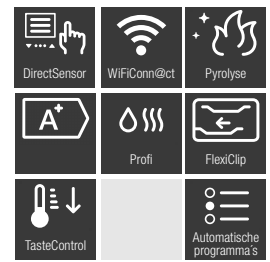 DirectSensor
WiFiConn@ct
Pyrolyse
A+
Profi
FlexiClip
TasteControl
Automatische
programma´s